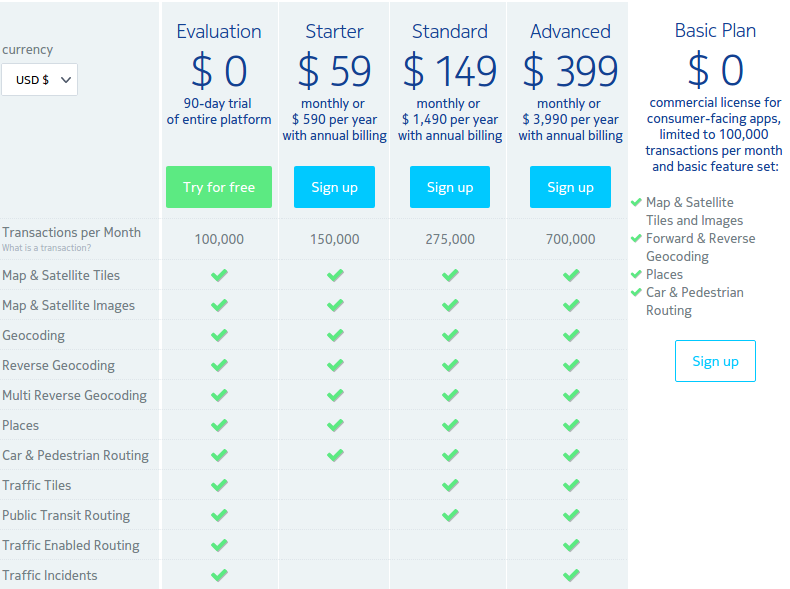 currency
USD $
Evaluation
$ 0
90-day trial
of entire platform
Try for free
Starter
$ 59
monthly or
$ 590 per year
with annual billing
Sign up
Standard
$ 149
monthly or
$ 1,490 per year
with annual billing
Sign up
Advanced
$ 399
monthly or
$ 3,990 per year
with annual billing
Sign up
Transactions per Month 100,000 150,000 275,000 700,000
What is a transaction?
Map & Satellite Tiles
Map & Satellite Images
Geocoding
Reverse Geocoding
Multi Reverse Geocoding
Places
Car & Pedestrian Routing
Traffic Tiles
Public Transit Routing
Traffic Enabled Routing
Traffic Incidents
Basic Plan
$ 0
commercial license for
consumer-facing apps,
limited to 100,000
transactions per month
and basic feature set:
Map & Satellite
Tiles and Images
Forward & Reverse
Geocoding
Places
Car & Pedestrian
Routing
Sign up